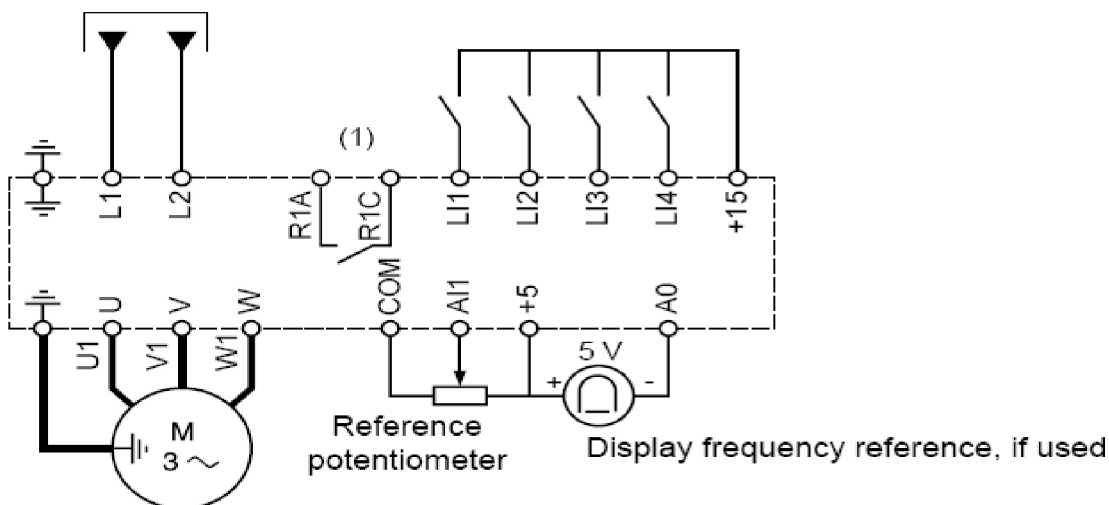 (1)
L1
L2
R1A
R1C
LI1
LI2
LI3
LI4
+15
U
V
W
COM
AI1
+5
A0
U1
V1
W1
5 V
+
-
M
3 ~
Reference
potentiometer
Display frequency reference, if used